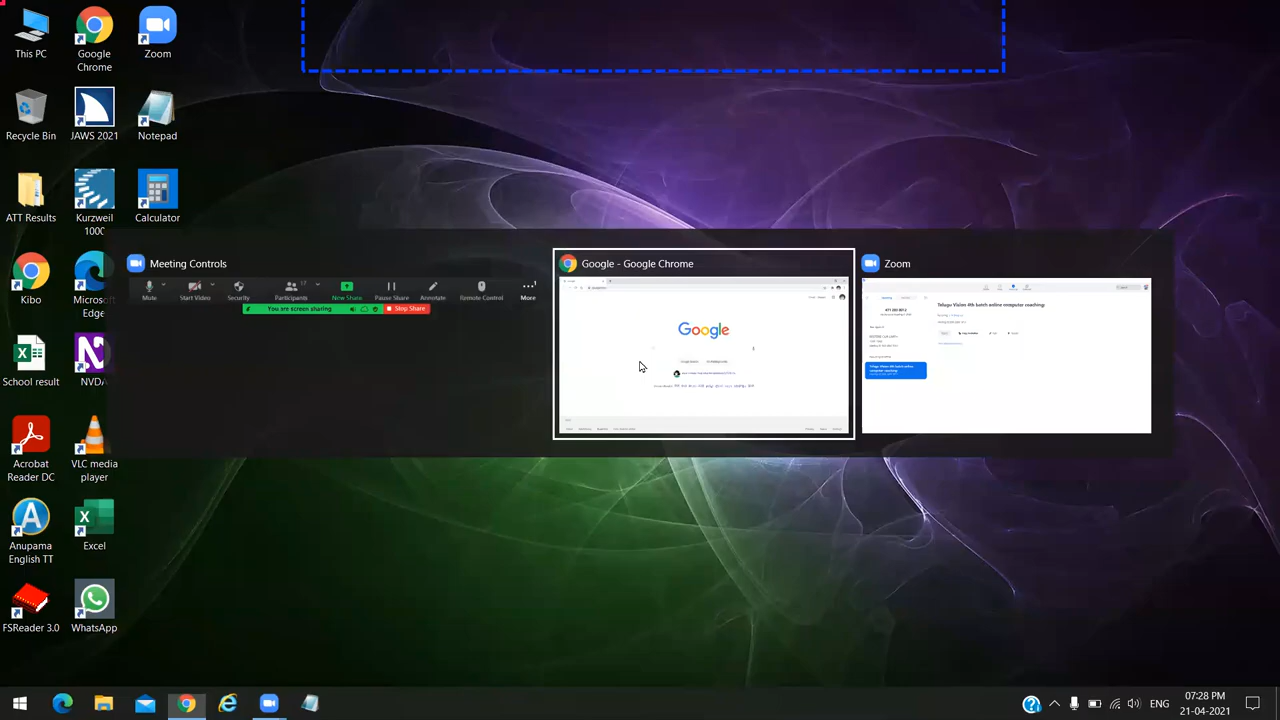 This PC
Google Chrome
Zoom
Recycle Bin
JAWS 2021
Notepad
ATT Results
Kurzweil 100
Calculator
Meeting Controls
Google - Google Chrome
Zoom
Kibo
Microsof
Edge
Mute
Start Video
Security
Participants
New Share
Pause Share
Annotate
Remote Control
More
You are screen sharing
Stop Share
Google
Telugu Vision 4th batch online computer coaching
School result
NVDA
Acrobat Reader DC
VLC media player
Anupama English TT
Excel
FSReader 3.0
WhatsApp
ENG
07:28 PM
21-04-2021